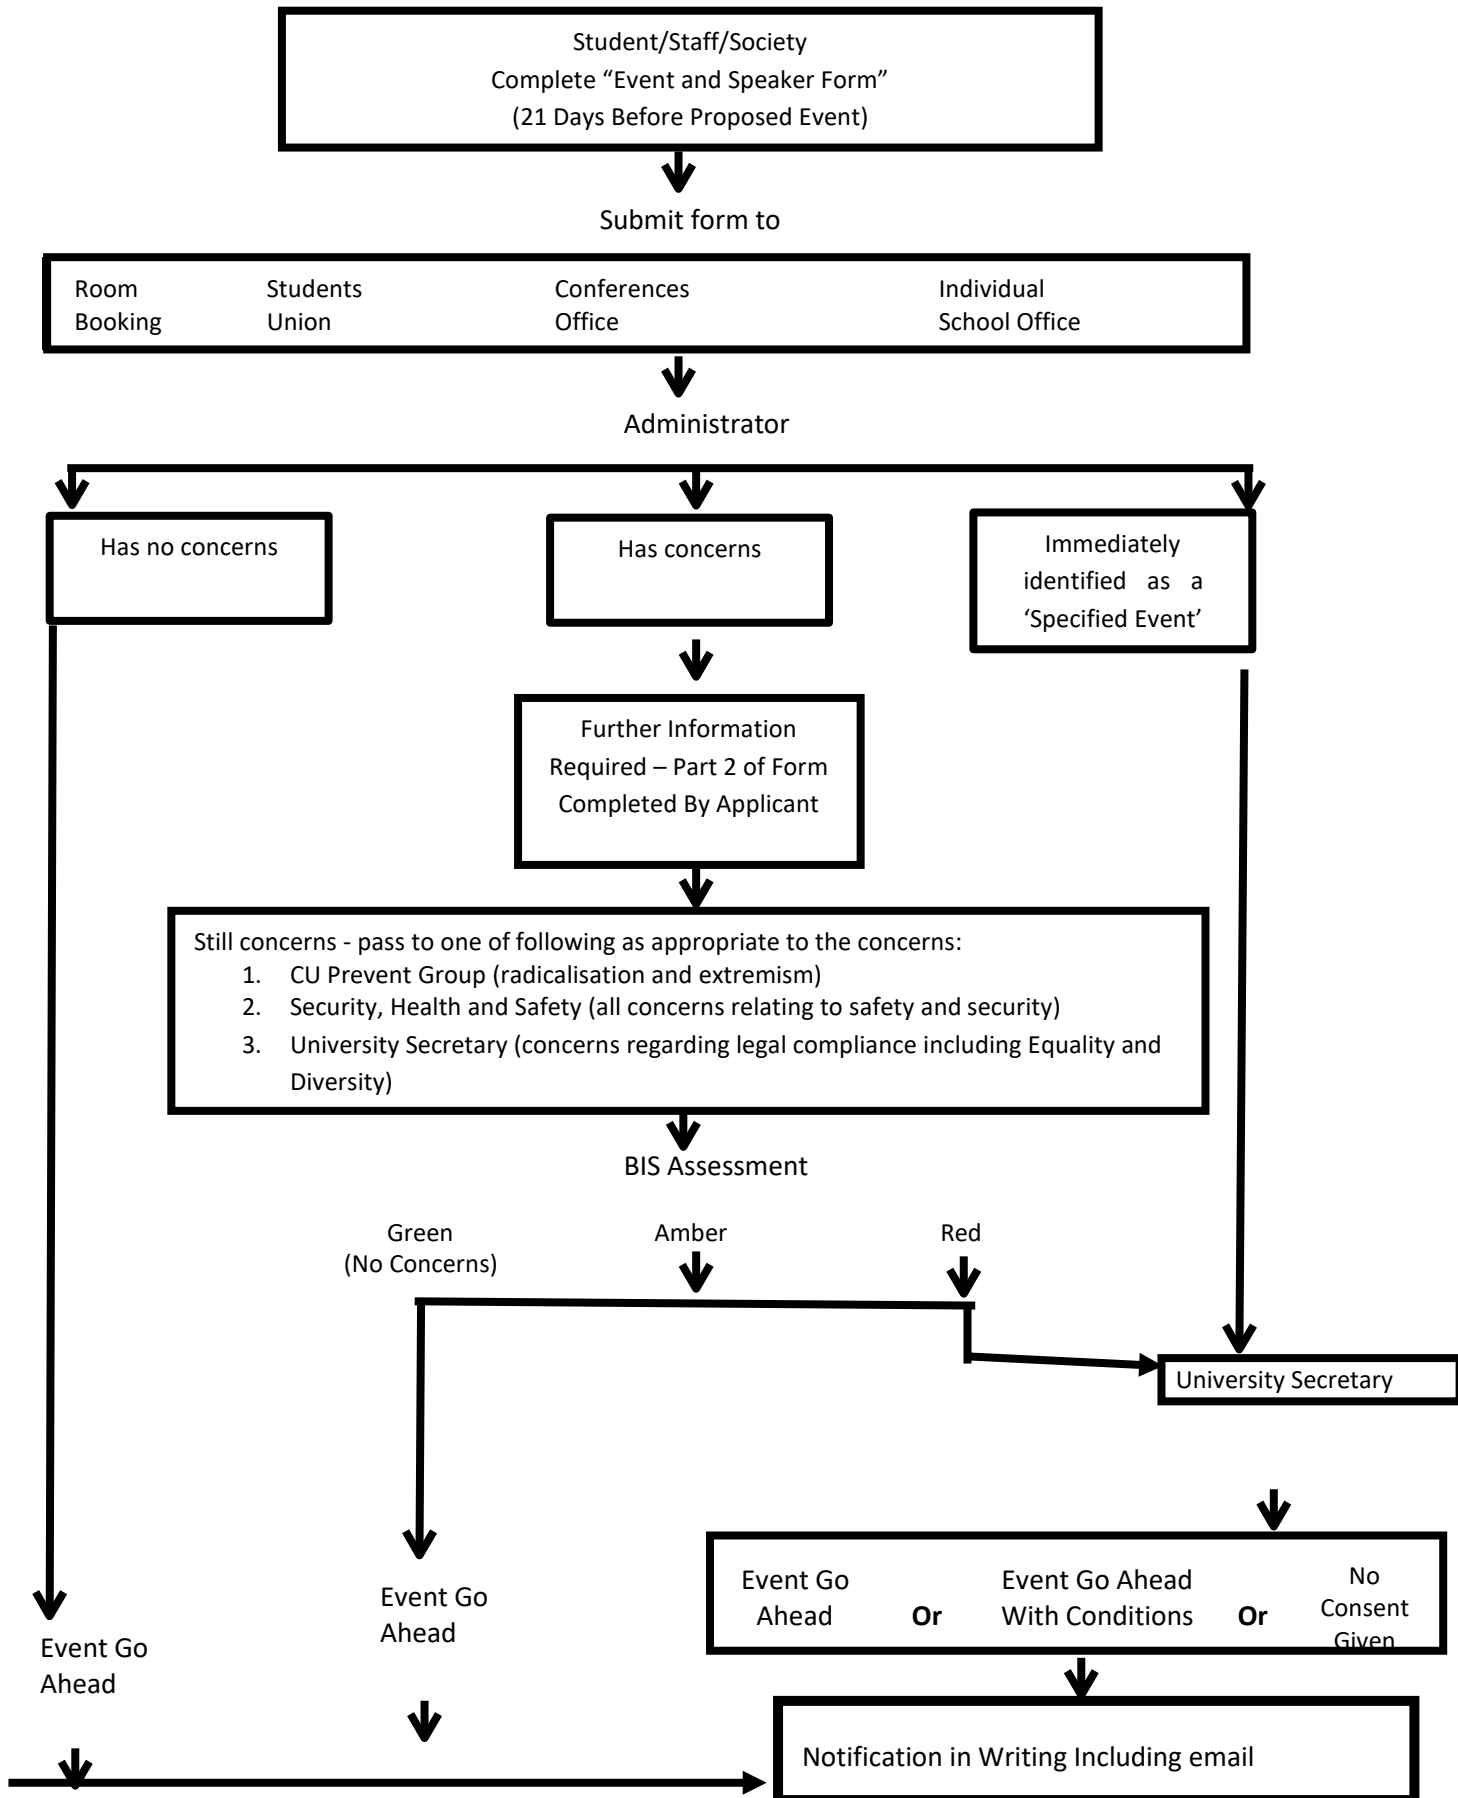 Student/Staff/Society
Complete “Event and Speaker Form”
(21 Days Before Proposed Event)
Submit form to
Room
Booking
Students
Union
Conferences
Office
Individual
School Office
Administrator
Has no concerns
Has concerns
Immediately
identified as a
‘Specified Event’
Further Information
Required – Part 2 of Form
Completed By Applicant
Still concerns - pass to one of following as appropriate to the concerns:
1. CU Prevent Group (radicalisation and extremism)
2. Security, Health and Safety (all concerns relating to safety and security)
3. University Secretary (concerns regarding legal compliance including Equality and
Diversity)
BIS Assessment
Green
(No Concerns)
Amber
Red
University Secretary
Event Go
Ahead
Event Go
Ahead
Event Go
Ahead
Or
Event Go Ahead
With Conditions
Or
No
Consent
Given
Notification in Writing Including email